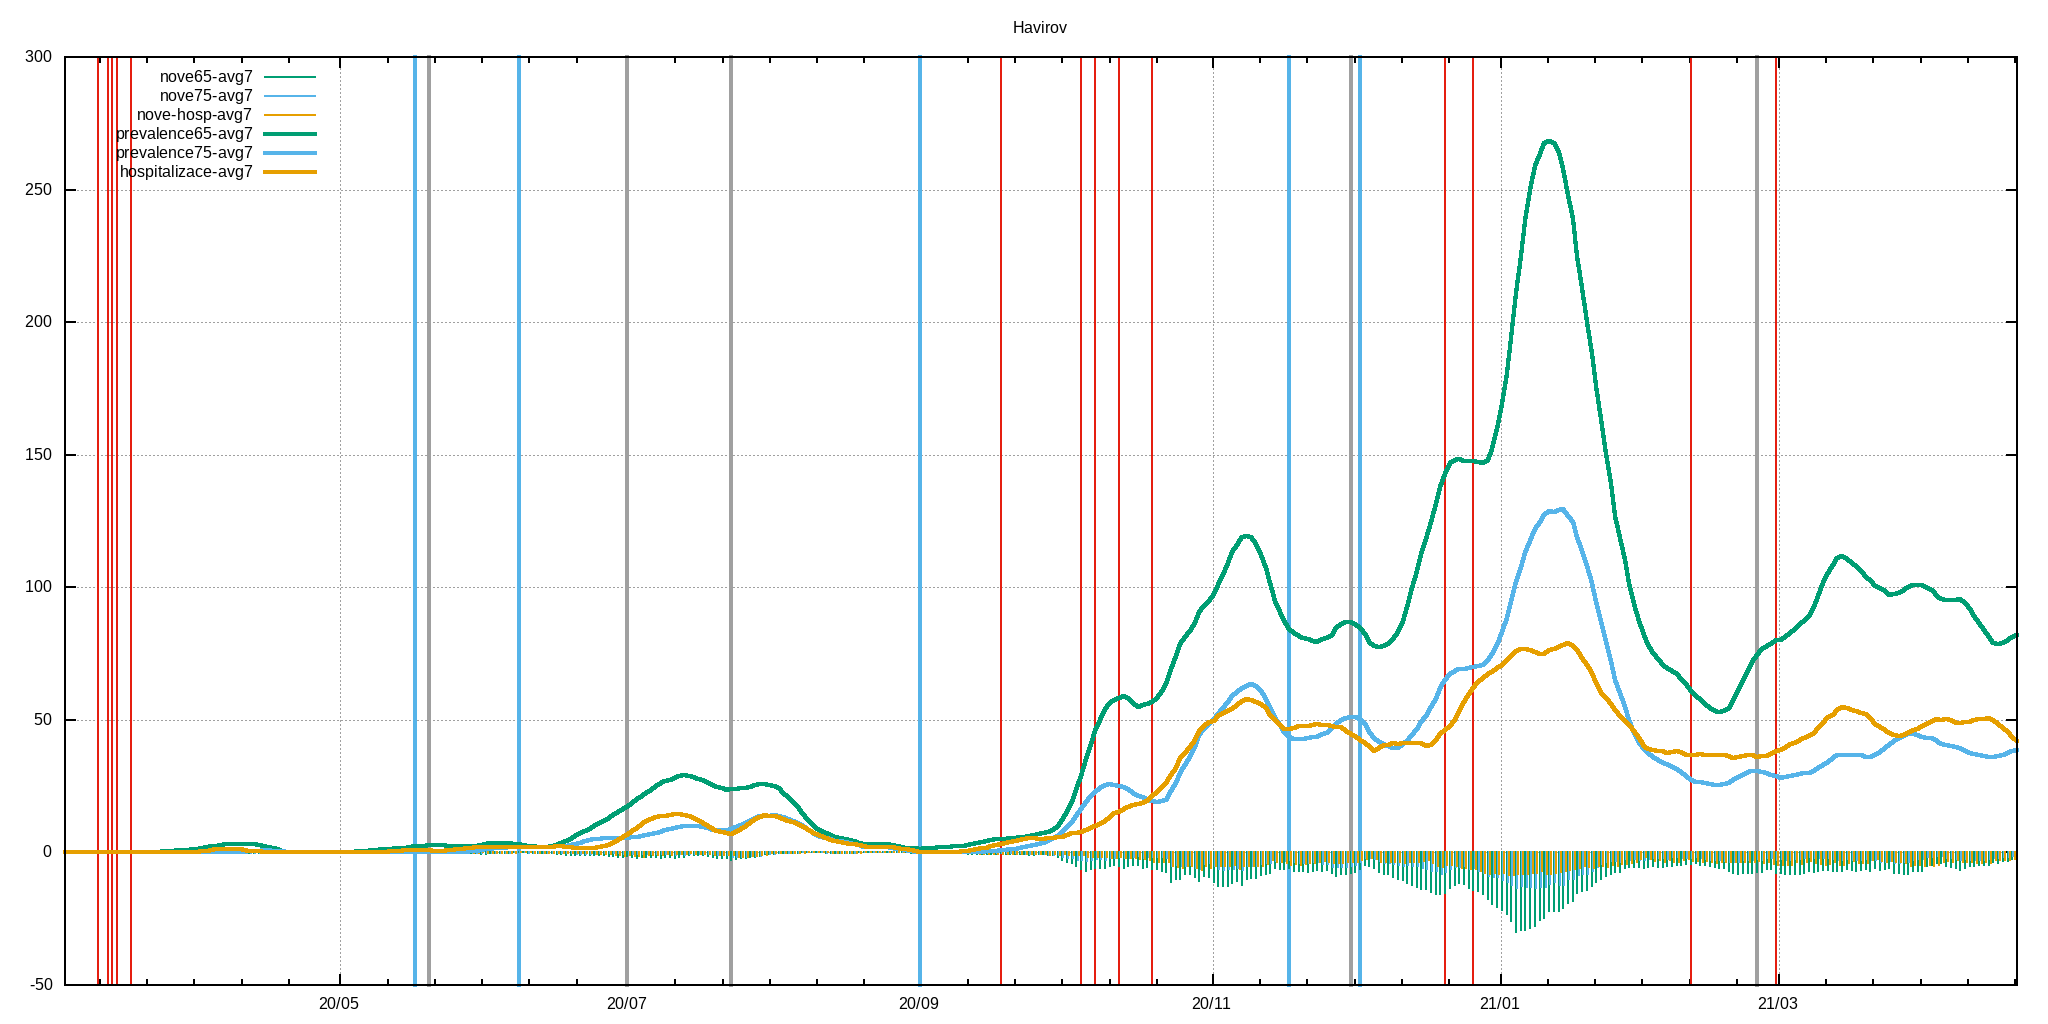 Havirov
300
250
200
150
100
50
0
-50
nove65-avg7
nove75-avg7
nove-hosp-avg7
prevalence65-avg7
prevalence75-avg7
hospitalizace-avg7
20/05 20/07 20/09 20/11 21/01 21/03